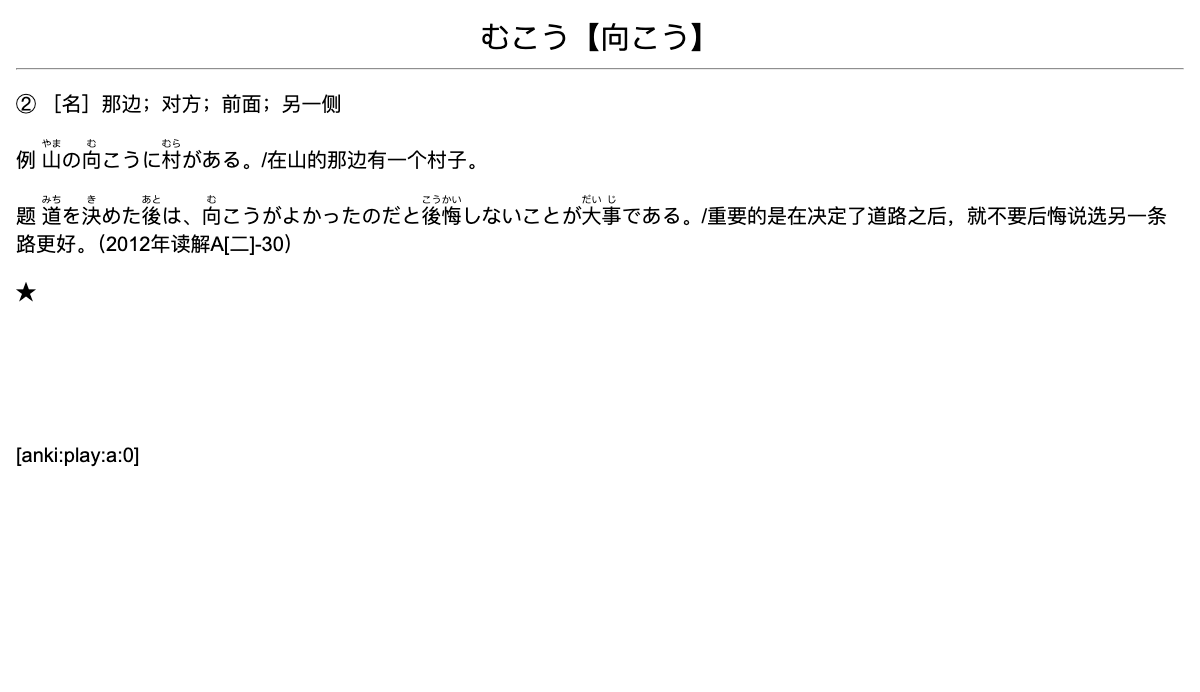 むこう【向こう】
② ［名］那边；对方；前面；另一侧
やま む むら
例 山の向こうに村がある。/在山的那边有一个村子。
みち き あと む こうかい だい じ
题 道を決めた後は、向こうがよかったのだと後悔しないことが大事である。/重要的是在决定了道路之后，就不要后悔说选另一条
路更好。（2012年读解A[二]-30）
★
[anki:play:a:0]